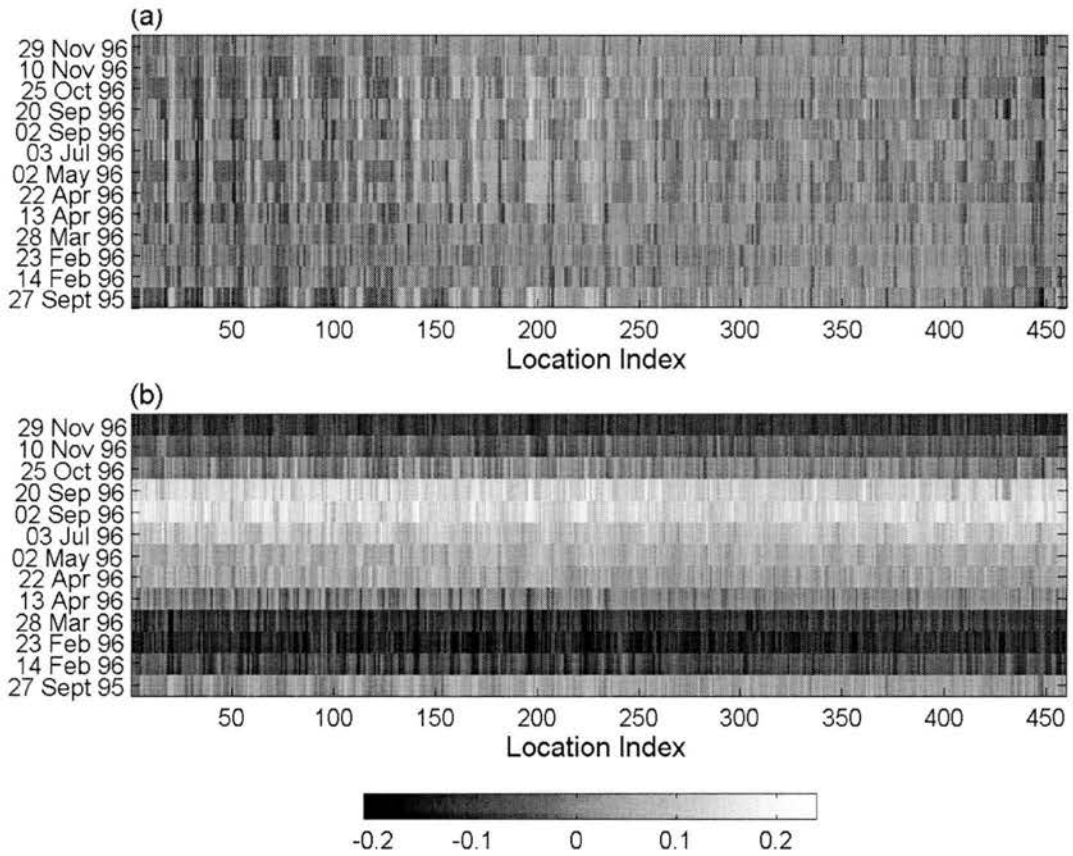 (a)
29 Nov 96
10 Nov 96
25 Oct 96
20 Sep 96
02 Sep 96
03 Jul 96
02 May 96
22 Apr 96
13 Apr 96
28 Mar 96
23 Feb 96
14 Feb 96
27 Sept 95
50 100 150 200 250 300 350 400 450
Location Index
(b)
29 Nov 96
10 Nov 96
25 Oct 96
20 Sep 96
02 Sep 96
03 Jul 96
02 May 96
22 Apr 96
13 Apr 96
28 Mar 96
23 Feb 96
14 Feb 96
27 Sept 95
50 100 150 200 250 300 350 400 450
Location Index
-0.2 -0.1 0 0.1 0.2